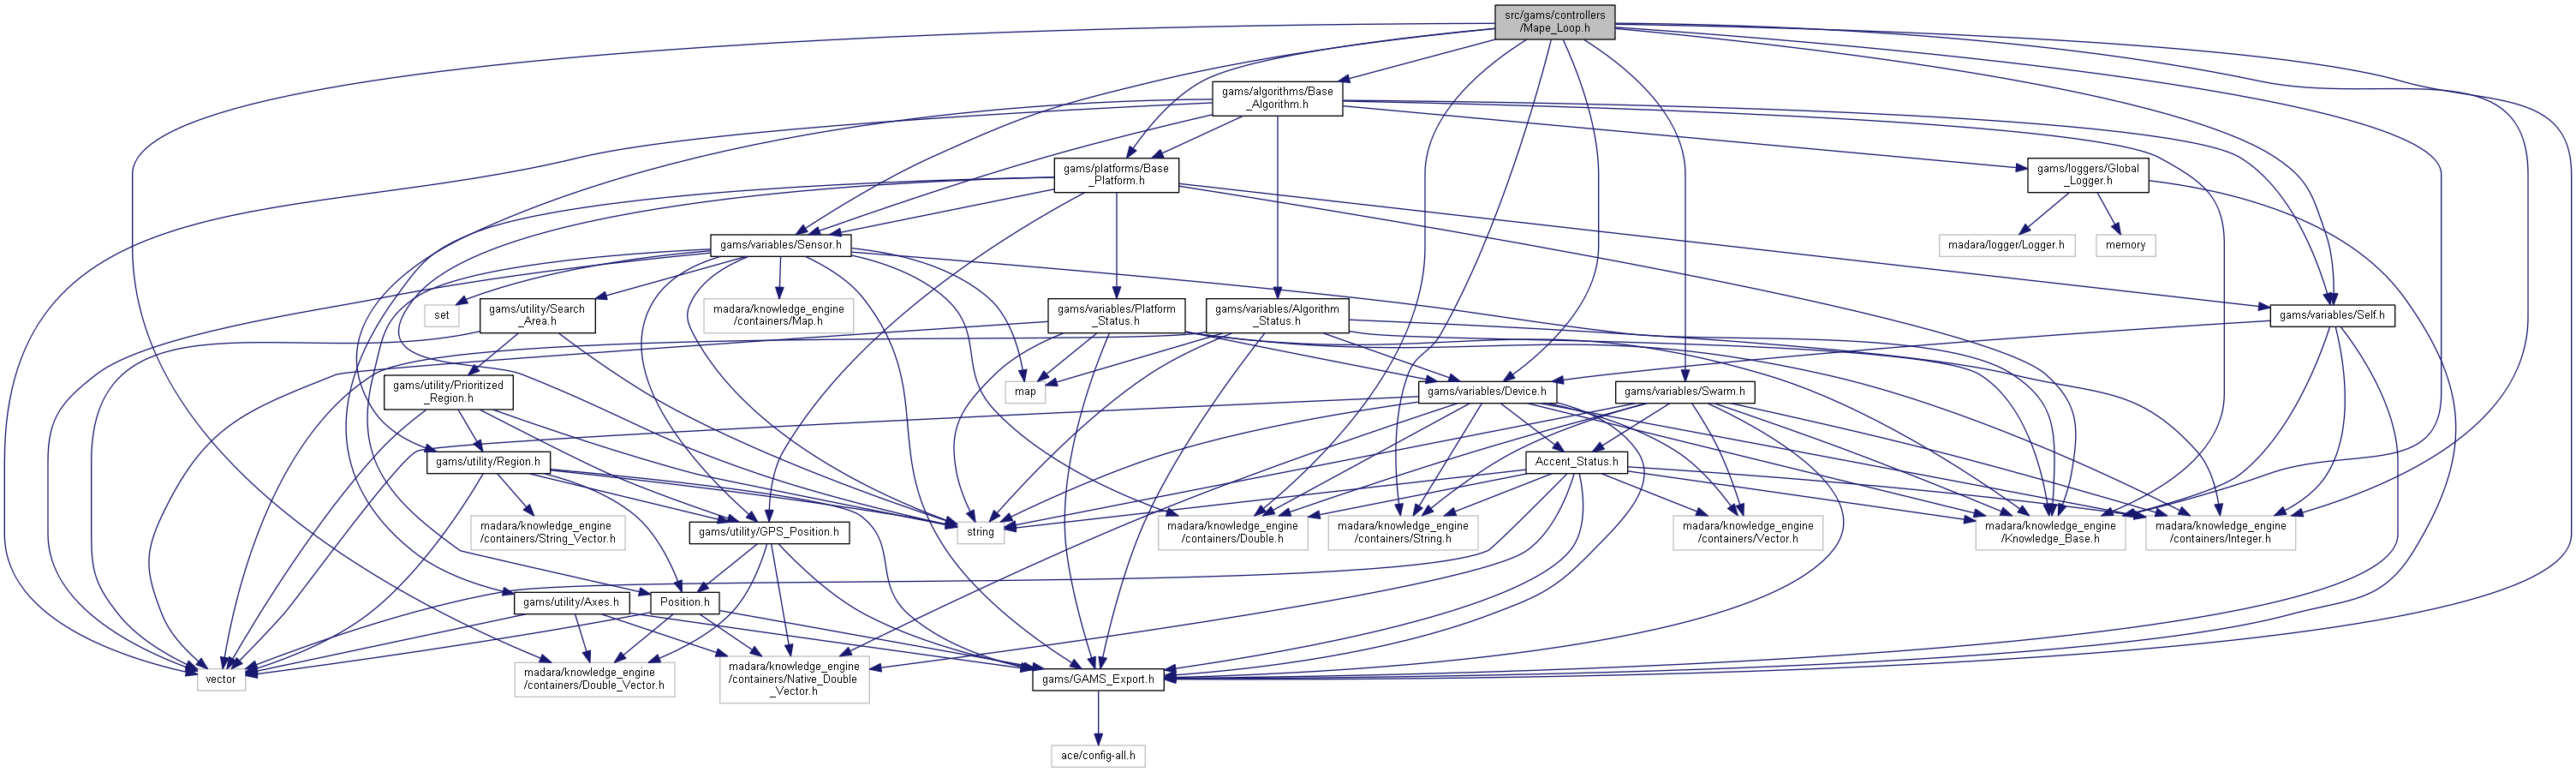 src/gams/controllers
/Mape_Loop.h
gams/algorithms/Base
_Algorithm.h
gams/platforms/Base
_Platform.h
gams/loggers/Global
_Logger.h
gams/variables/Sensor.h
madara/logger/Logger.h
memory
set
gams/utility/Search
_Area.h
madara/knowledge_engine
/containers/Map.h
gams/variables/Platform
_Status.h
gams/variables/Algorithm
_Status.h
gams/variables/Self.h
gams/utility/Prioritized
_Region.h
map
gams/variables/Device.h
gams/variables/Swarm.h
gams/utility/Region.h
Accent_Status.h
madara/knowledge_engine
/containers/String_Vector.h
gams/utility/GPS_Position.h
string
madara/knowledge_engine
/containers/Double.h
madara/knowledge_engine
/containers/String.h
madara/knowledge_engine
/containers/Vector.h
madara/knowledge_engine
/Knowledge_Base.h
madara/knowledge_engine
/containers/Integer.h
gams/utility/Axes.h
Position.h
vector
madara/knowledge_engine
/containers/Double_Vector.h
madara/knowledge_engine
/containers/Native_Double
_Vector.h
gams/GAMS_Export.h
ace/config-all.h